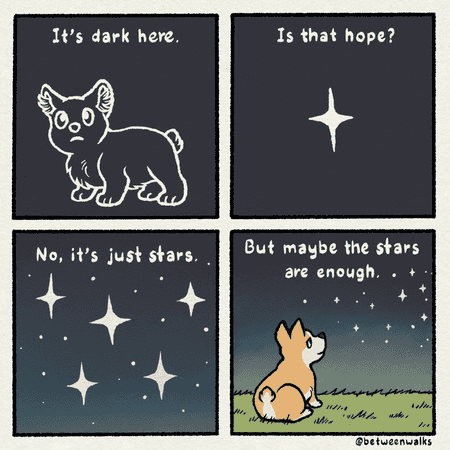 It's dark here.
Is that hope?
No, it's just stars.
But maybe the stars
are enough.
@betweenwalks